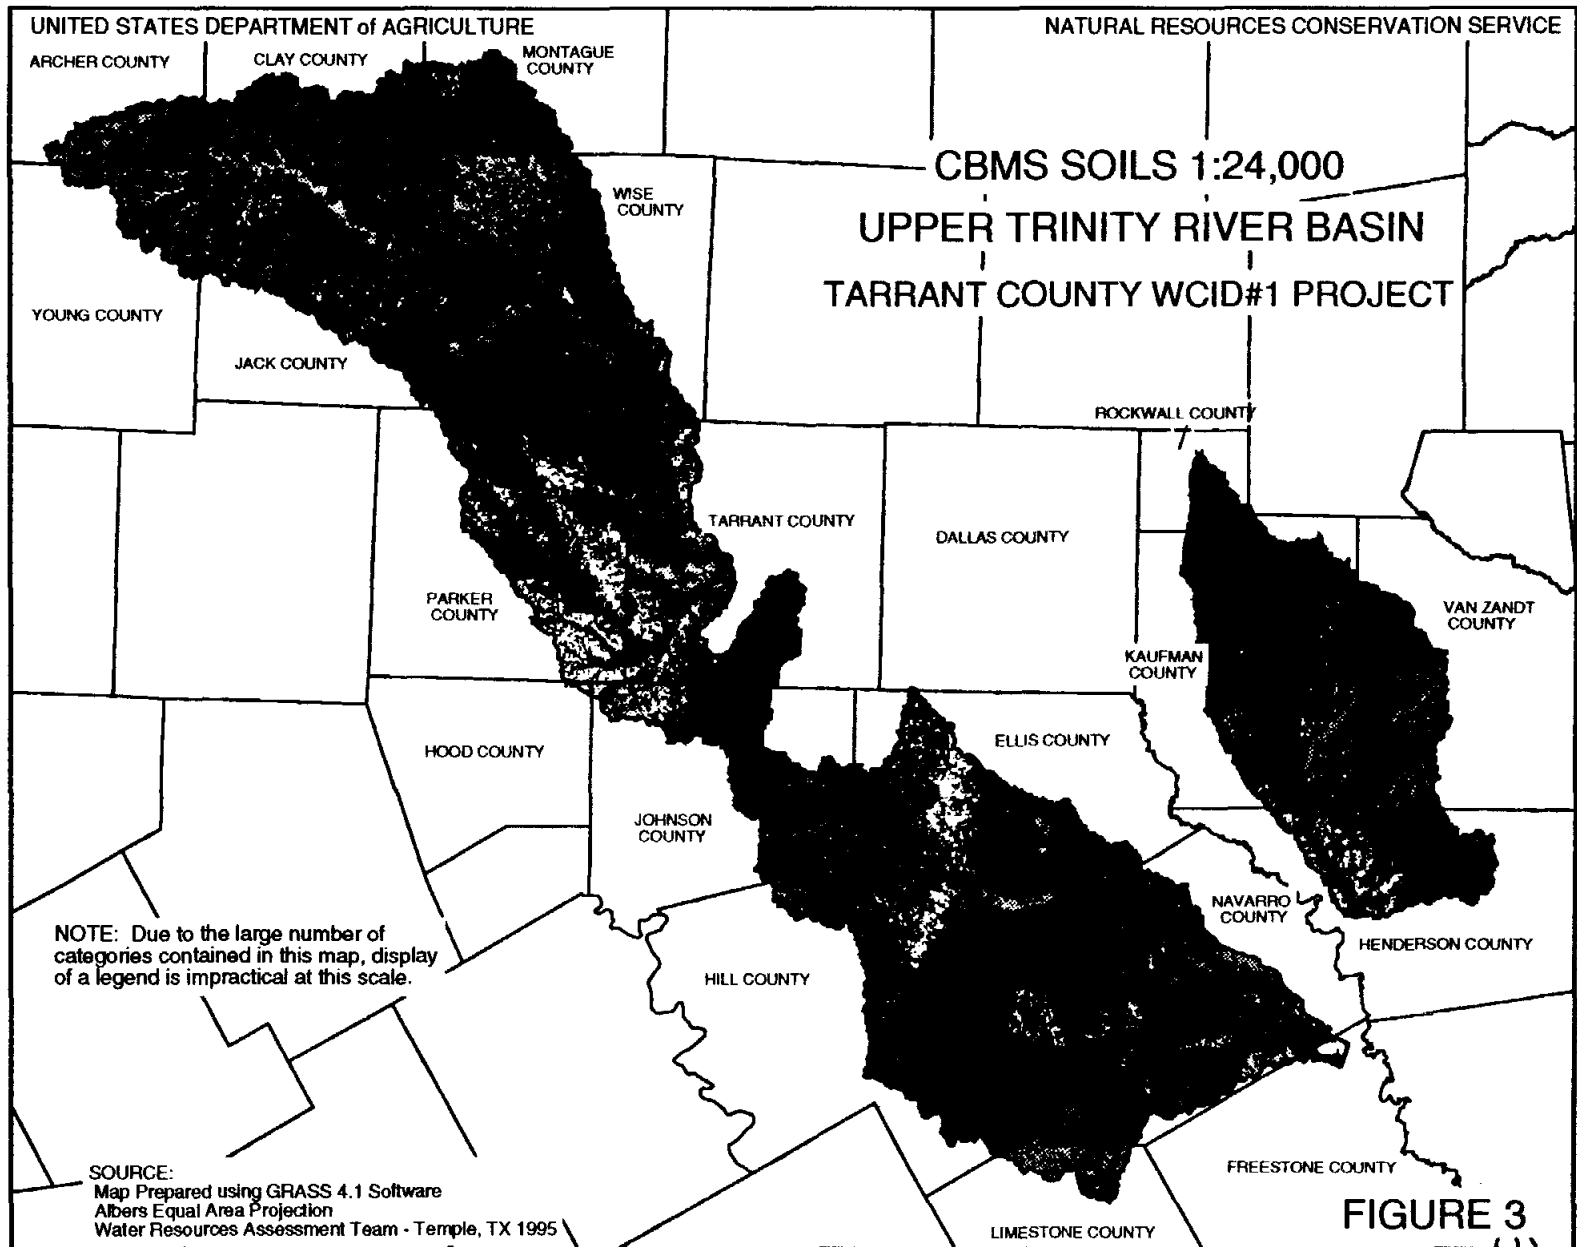 UNITED STATES DEPARTMENT of AGRICULTURE
NATURAL RESOURCES CONSERVATION SERVICE
ARCHER COUNTY
CLAY COUNTY
MONTAGUE
COUNTY
CBMS SOILS 1:24,000
WISE
COUNTY
UPPER TRINITY RIVER BASIN
TARRANT COUNTY WCID#1 PROJECT
YOUNG COUNTY
JACK COUNTY
ROCKWALL COUNTY
TARRANT COUNTY
DALLAS COUNTY
PARKER
COUNTY
VAN ZANDT
COUNTY
KAUFMAN
COUNTY
HOOD COUNTY
ELLIS COUNTY
JOHNSON
COUNTY
NAVARRO
COUNTY
HENDERSON COUNTY
NOTE: Due to the large number of
categories contained in this map, display
of a legend is impractical at this scale.
HILL COUNTY
FREESTONE COUNTY
SOURCE:
Map Prepared using GRASS 4.1 Software
Albers Equal Area Projection
Water Resources Assessment Team - Temple, TX 1995
LIMESTONE COUNTY
FIGURE 3